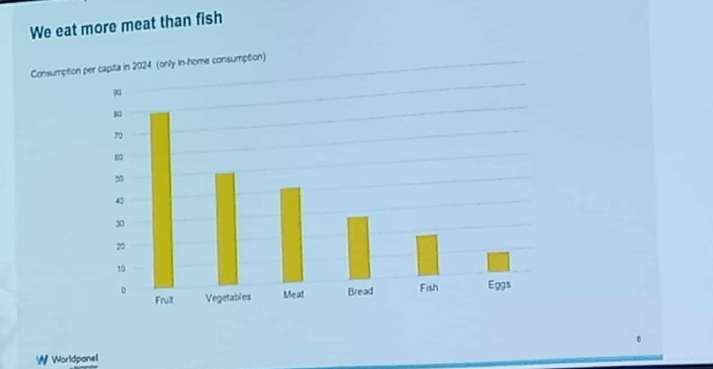 We eat more meat than fish
Consumption per capita in 2024 (only in-home consumption)
90
80
70
60
50
40
30
20
10
0
Fruit Vegetables Meat Bread Fish Eggs
W Worldpanel
6